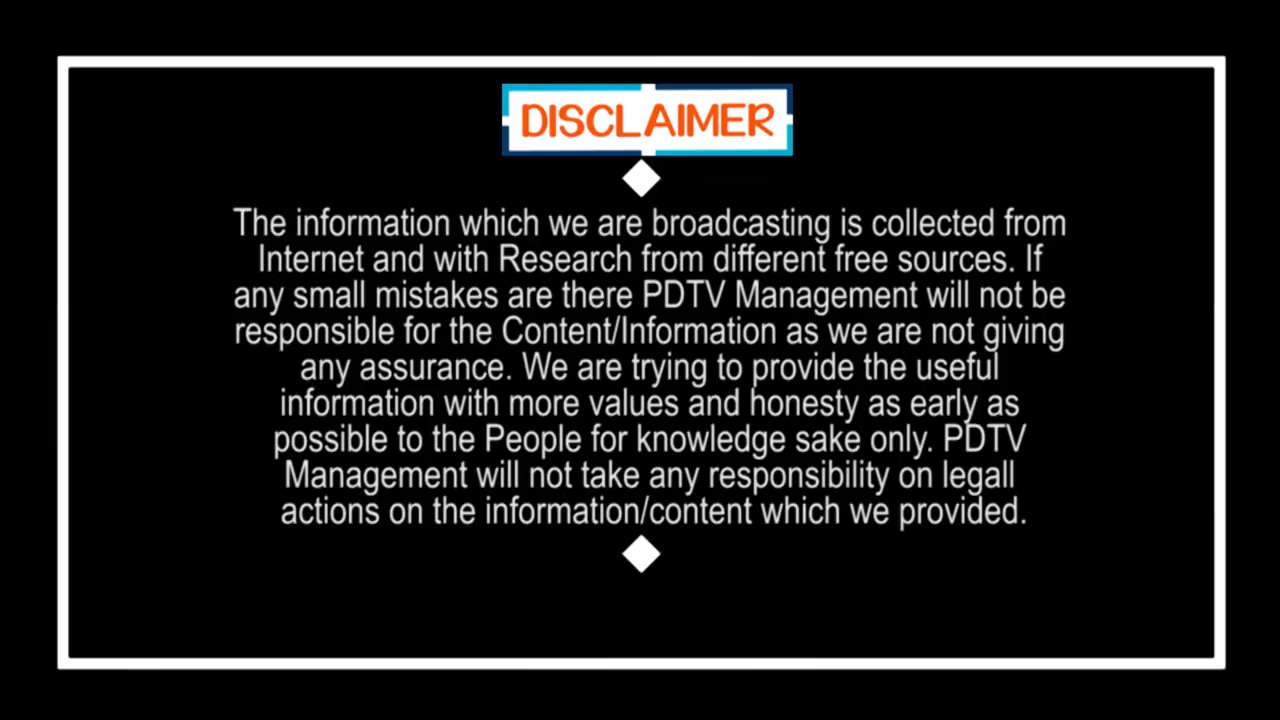 DISCLAIMER
The information which we are broadcasting is collected from
Internet and with Research from different free sources. If
any small mistakes are there PDTV Management will not be
responsible for the Content/Information as we are not giving
any assurance. We are trying to provide the useful
information with more values and honesty as early as
possible to the People for knowledge sake only. PDTV
Management will not take any responsibility on legall
actions on the information/content which we provided.